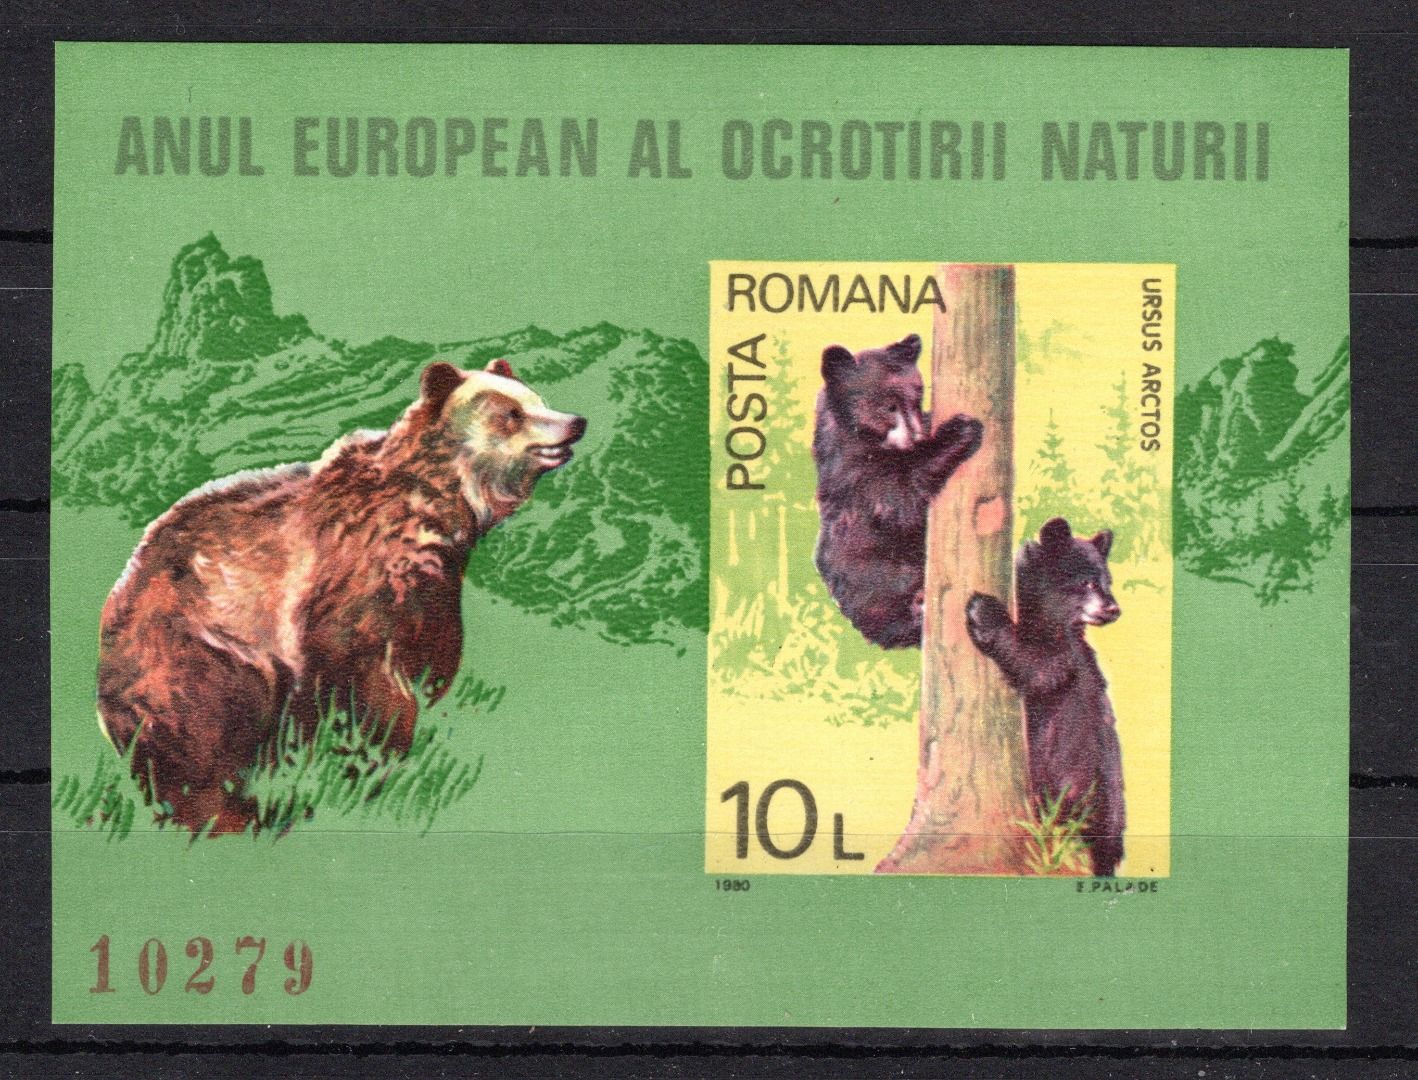 ANUL EUROPEAN AL OCROTIRII NATURII
ROMANA
POSTA
URSUS ARCTOS
10 L
1980
E. PALADE
10279